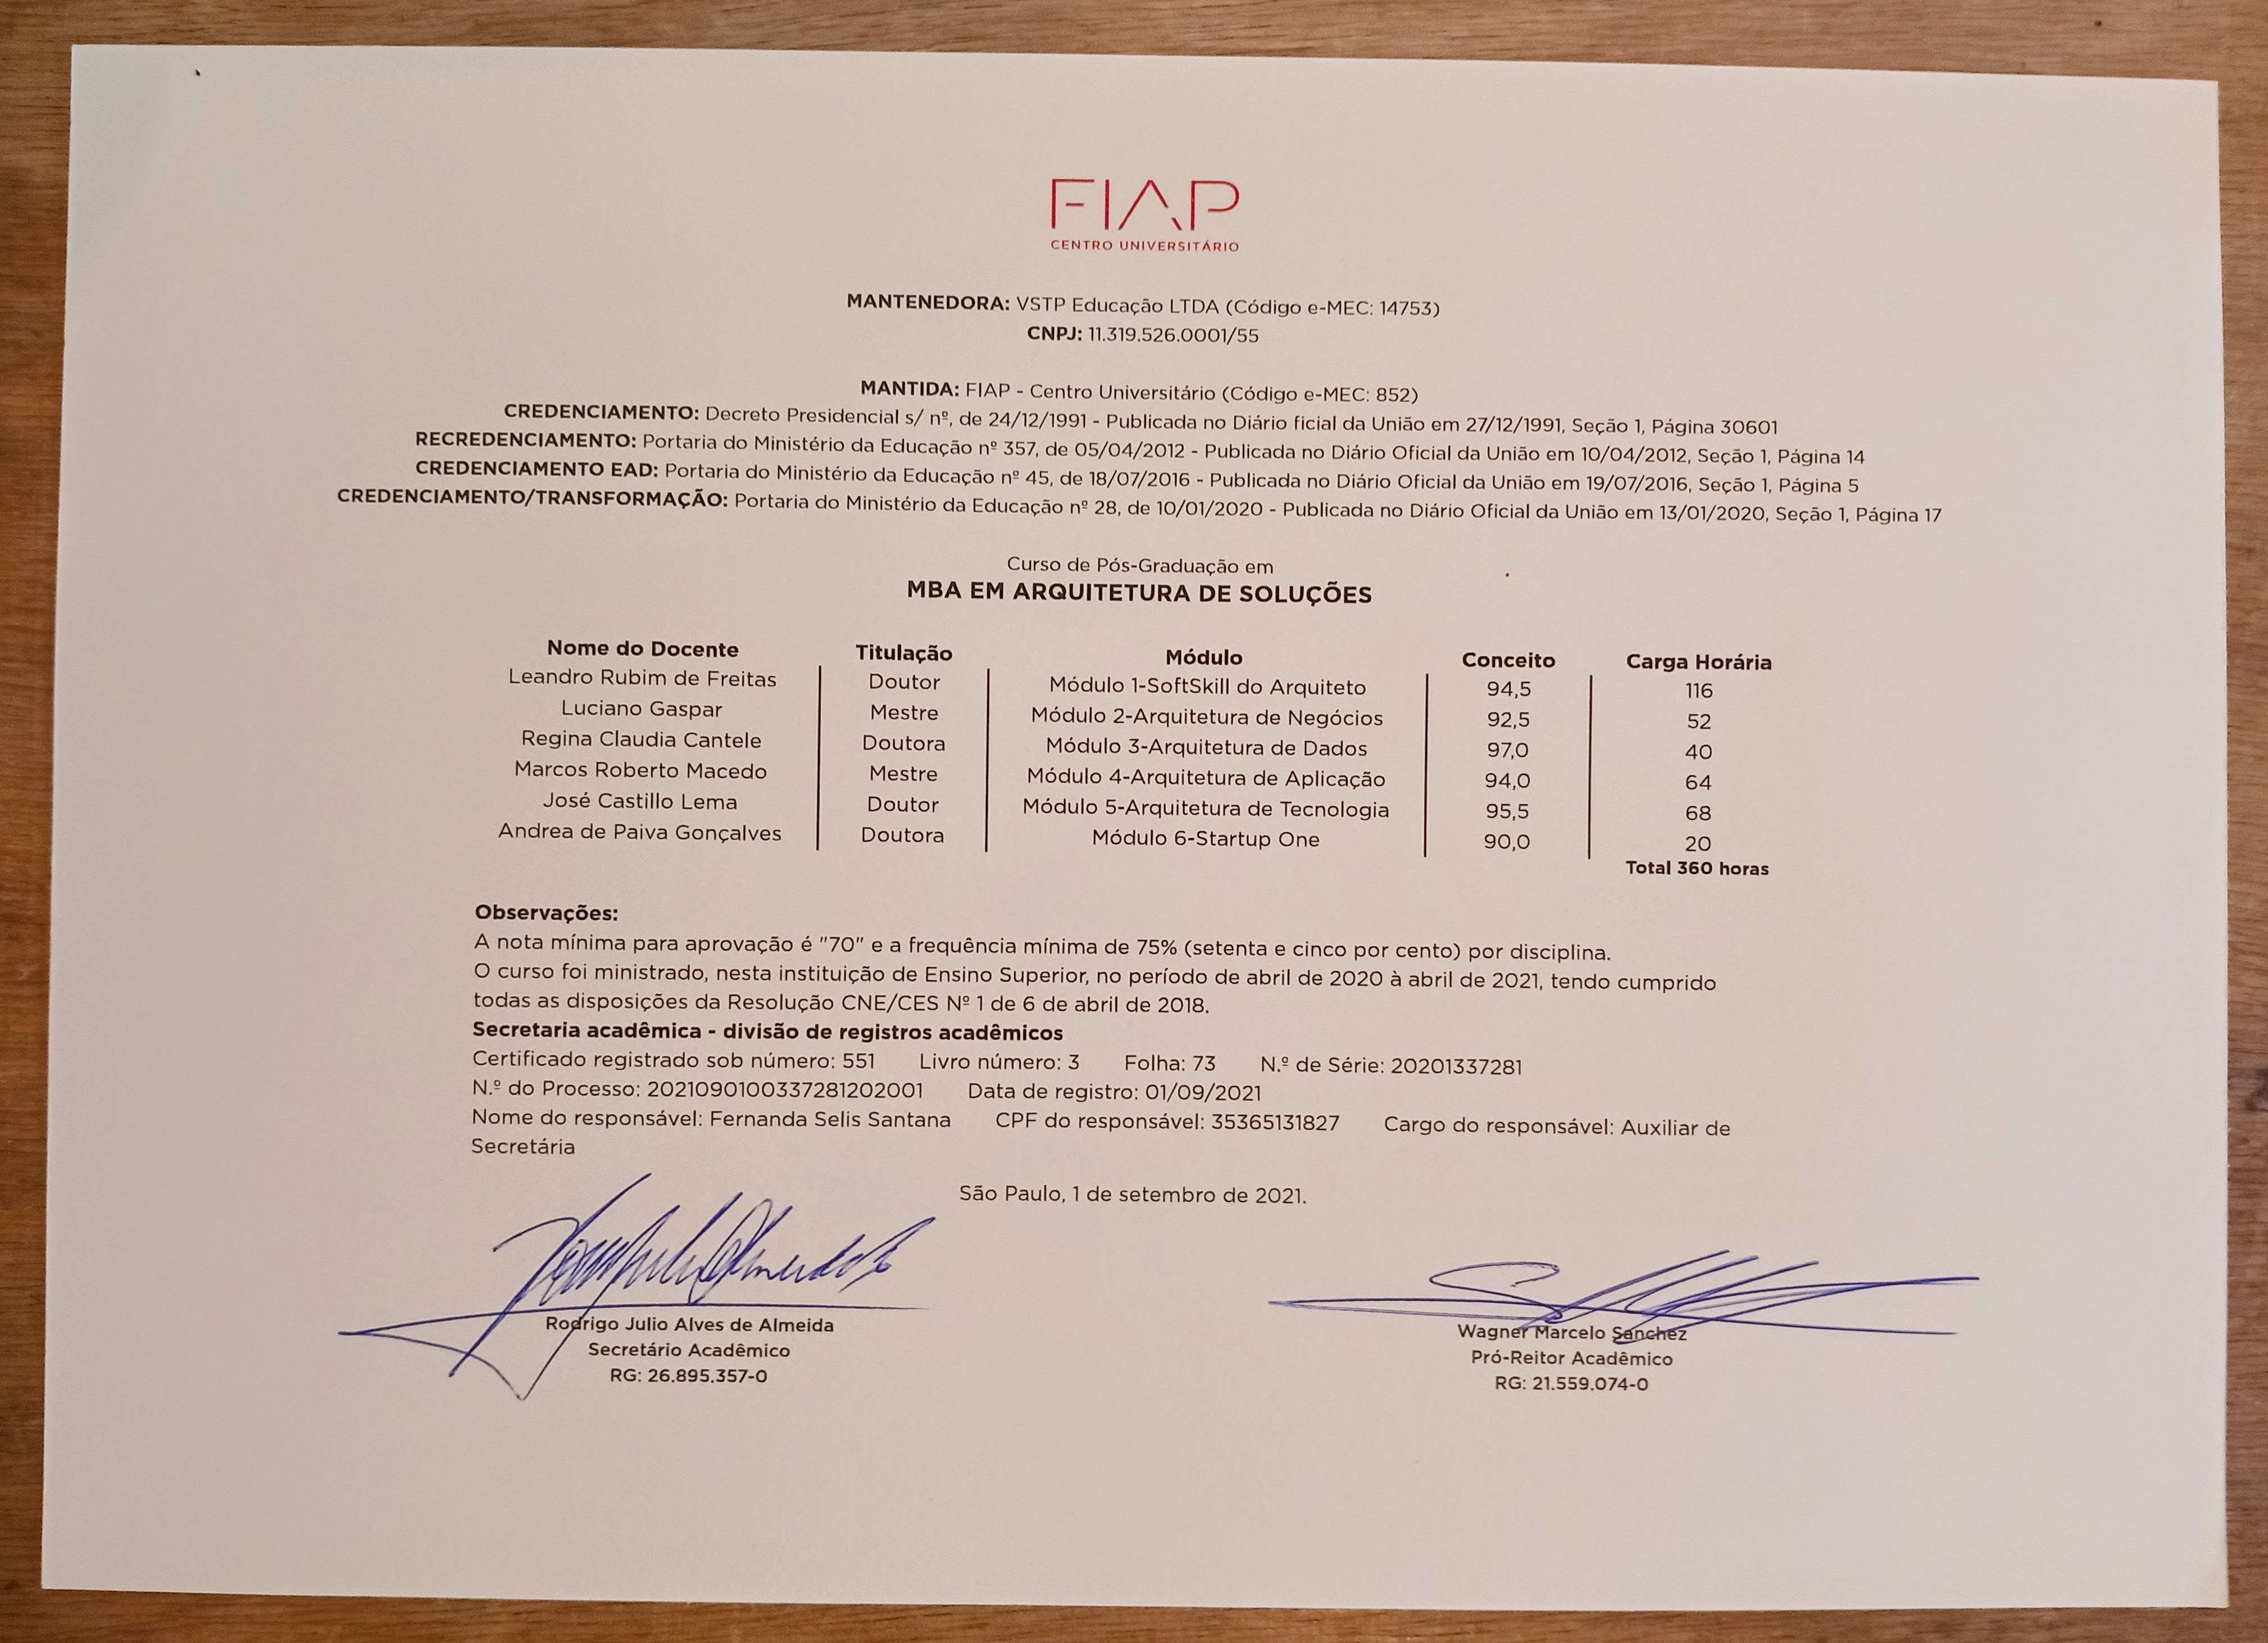 FIAP
CENTRO UNIVERSITÁRIO
MANTENEDORA: VSTP Educação LTDA (Código e-MEC: 14753)
CNPJ: 11.319.526.0001/55
MANTIDA: FIAP - Centro Universitário (Código e-MEC: 852)
CREDENCIAMENTO: Decreto Presidencial s/ nº, de 24/12/1991 - Publicada no Diário ficial da União em 27/12/1991, Seção 1, Página 30601
RECREDENCIAMENTO: Portaria do Ministério da Educação nº 357, de 05/04/2012 - Publicada no Diário Oficial da União em 10/04/2012, Seção 1, Página 14
CREDENCIAMENTO EAD: Portaria do Ministério da Educação nº 45, de 18/07/2016 - Publicada no Diário Oficial da União em 19/07/2016, Seção 1, Página 5
CREDENCIAMENTO/TRANSFORMAÇÃO: Portaria do Ministério da Educação nº 28, de 10/01/2020 - Publicada no Diário Oficial da União em 13/01/2020, Seção 1, Página 17
Curso de Pós-Graduação em
MBA EM ARQUITETURA DE SOLUÇÕES
Nome do Docente Titulação Módulo Conceito Carga Horária
Leandro Rubim de Freitas Doutor Módulo 1-SoftSkill do Arquiteto 94,5 116
Luciano Gaspar Mestre Módulo 2-Arquitetura de Negócios 92,5 52
Regina Claudia Cantele Doutora Módulo 3-Arquitetura de Dados 97,0 40
Marcos Roberto Macedo Mestre Módulo 4-Arquitetura de Aplicação 94,0 64
José Castillo Lema Doutor Módulo 5-Arquitetura de Tecnologia 95,5 68
Andrea de Paiva Gonçalves Doutora Módulo 6-Startup One 90,0 20
Total 360 horas
Observações:
A nota mínima para aprovação é "70" e a frequência mínima de 75% (setenta e cinco por cento) por disciplina.
O curso foi ministrado, nesta instituição de Ensino Superior, no período de abril de 2020 à abril de 2021, tendo cumprido
todas as disposições da Resolução CNE/CES Nº 1 de 6 de abril de 2018.
Secretaria acadêmica - divisão de registros acadêmicos
Certificado registrado sob número: 551 Livro número: 3 Folha: 73 N.º de Série: 20201337281
N.º do Processo: 2021090100337281202001 Data de registro: 01/09/2021
Nome do responsável: Fernanda Selis Santana CPF do responsável: 35365131827 Cargo do responsável: Auxiliar de
Secretária
São Paulo, 1 de setembro de 2021.
Rodrigo Julio Alves de Almeida
Secretário Acadêmico
RG: 26.895.357-0
Wagner Marcelo Sanchez
Pró-Reitor Acadêmico
RG: 21.559.074-0